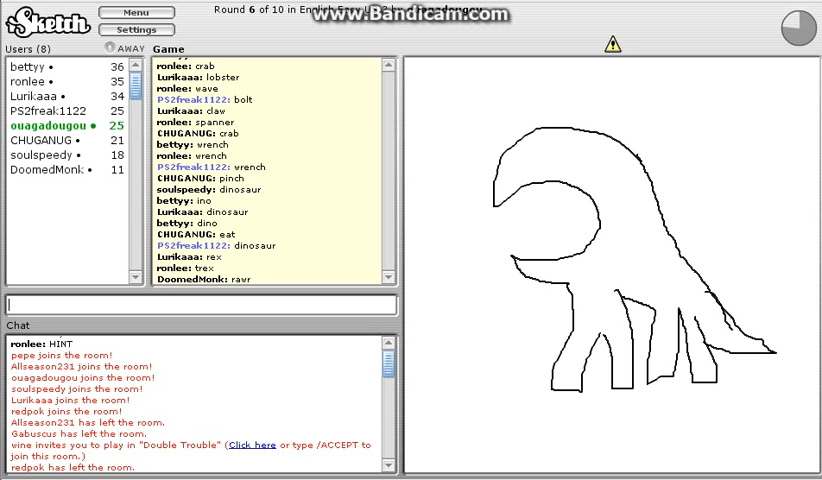 www.Bandicam.com
iSketch
Menu
Settings
Round 6 of 10 in English Easy
Users (8)
AWAY
Game
bettyy • 36
ronlee • 35
Lurikaaa • 34
PS2freak1122 25
ouagadougou • 25
CHUGANUG • 21
soulspeedy • 18
DoomedMonk • 11
ronlee: crab
Lurikaaa: lobster
ronlee: wave
PS2freak1122: bolt
Lurikaaa: claw
ronlee: spanner
CHUGANUG: crab
bettyy: wrench
ronlee: wrench
PS2freak1122: wrench
CHUGANUG: pinch
soulspeedy: dinosaur
bettyy: ino
Lurikaaa: dinosaur
bettyy: dino
CHUGANUG: eat
PS2freak1122: dinosaur
Lurikaaa: rex
ronlee: trex
DoomedMonk: rawr
Chat
ronlee: HINT
pepe joins the room!
Allseason231 joins the room!
ouagadougou joins the room!
soulspeedy joins the room!
Lurikaaa joins the room!
redpok joins the room!
Allseason231 has left the room.
Gabuscus has left the room.
wine invites you to play in "Double Trouble" (Click here or type /ACCEPT to
join this room.)
redpok has left the room.